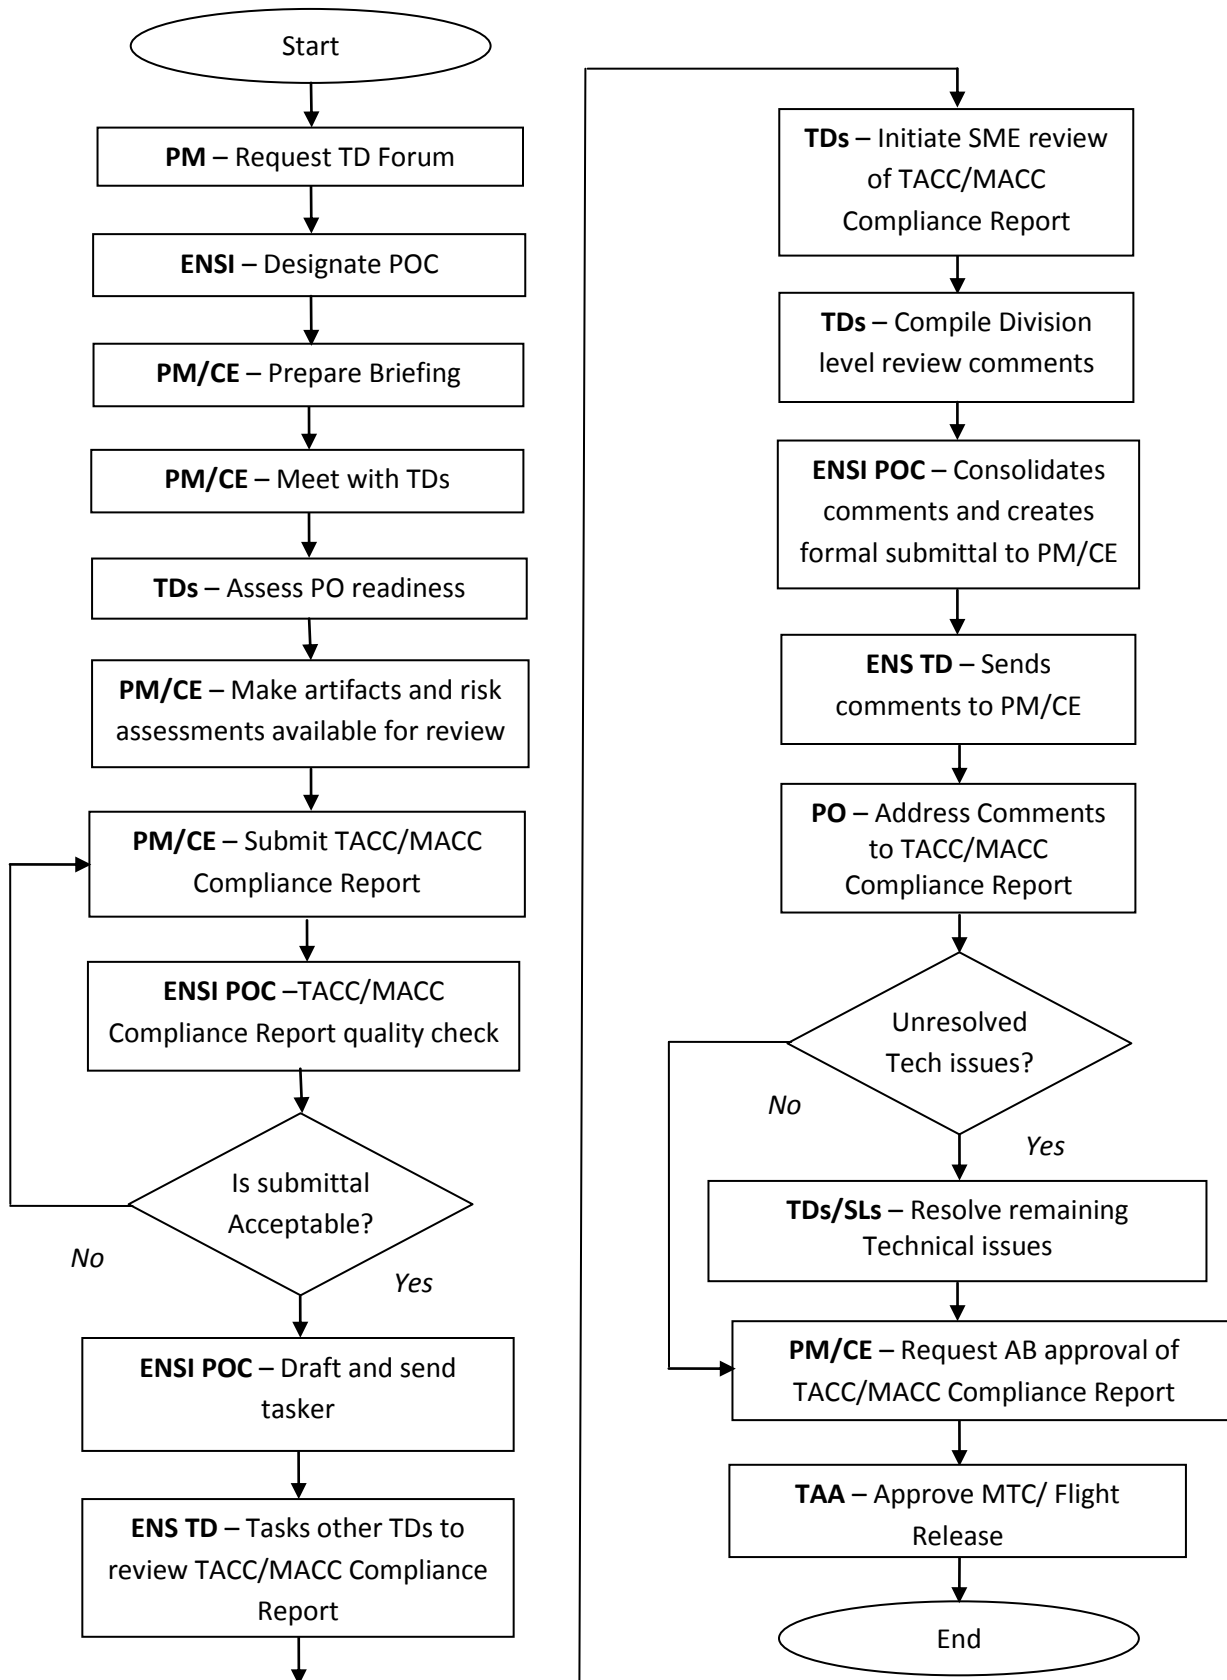 Start
PM – Request TD Forum
ENSI – Designate POC
PM/CE – Prepare Briefing
PM/CE – Meet with TDs
TDs – Assess PO readiness
PM/CE – Make artifacts and risk
assessments available for review
PM/CE – Submit TACC/MACC
Compliance Report
ENSI POC –TACC/MACC
Compliance Report quality check
Is submittal
Acceptable?
No
Yes
ENSI POC – Draft and send
tasker
ENS TD – Tasks other TDs to
review TACC/MACC Compliance
Report
TDs – Initiate SME review
of TACC/MACC
Compliance Report
TDs – Compile Division
level review comments
ENSI POC – Consolidates
comments and creates
formal submittal to PM/CE
ENS TD – Sends
comments to PM/CE
PO – Address Comments
to TACC/MACC
Compliance Report
Unresolved
Tech issues?
No
Yes
TDs/SLs – Resolve remaining
Technical issues
PM/CE – Request AB approval of
TACC/MACC Compliance Report
TAA – Approve MTC/ Flight
Release
End